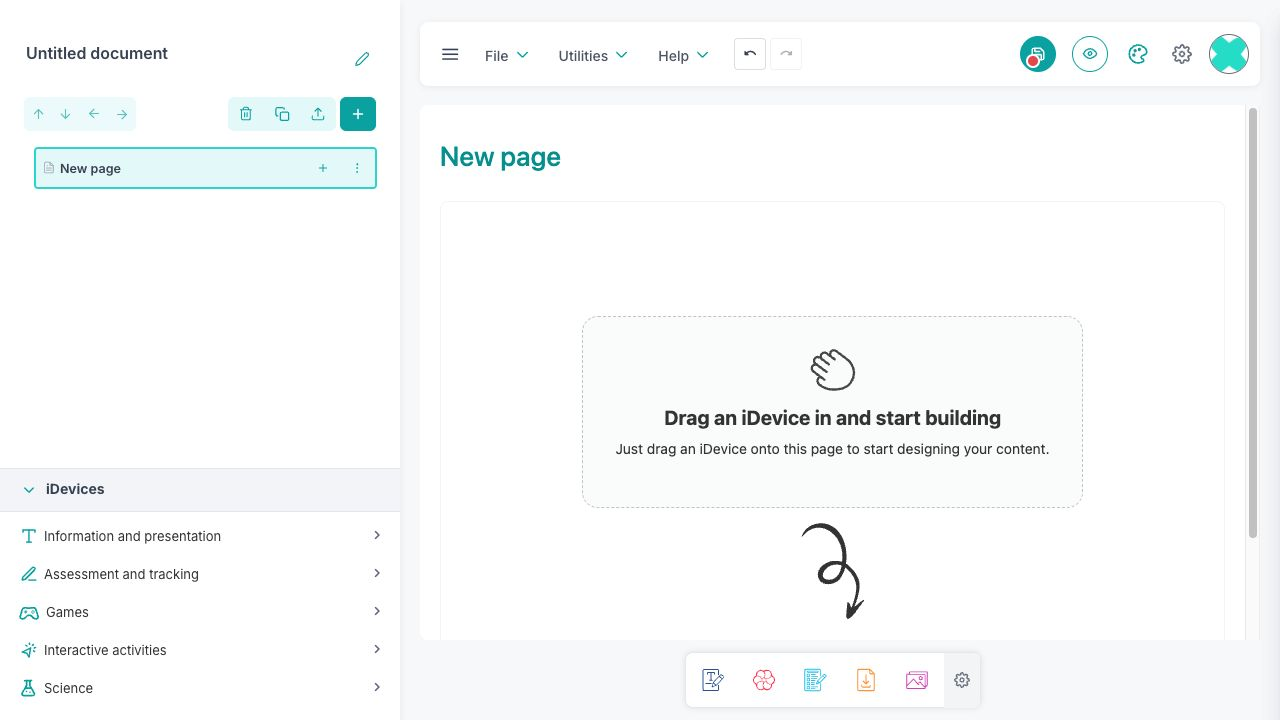 Untitled document
File
Utilities
Help
New page
New page
Drag an iDevice in and start building
Just drag an iDevice onto this page to start designing your content.
iDevices
Information and presentation
Assessment and tracking
Games
Interactive activities
Science